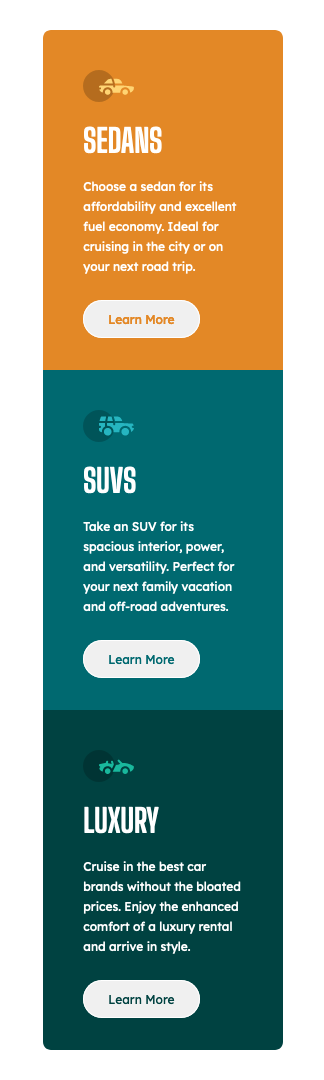 SEDANS
Choose a sedan for its
affordability and excellent
fuel economy. Ideal for
cruising in the city or on
your next road trip.
Learn More
SUVS
Take an SUV for its
spacious interior, power,
and versatility. Perfect for
your next family vacation
and off-road adventures.
Learn More
LUXURY
Cruise in the best car
brands without the bloated
prices. Enjoy the enhanced
comfort of a luxury rental
and arrive in style.
Learn More